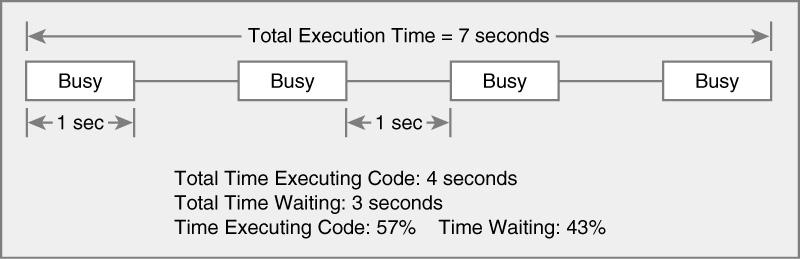 Total Execution Time = 7 seconds
Busy Busy Busy Busy
1 sec 1 sec
Total Time Executing Code: 4 seconds
Total Time Waiting: 3 seconds
Time Executing Code: 57% Time Waiting: 43%